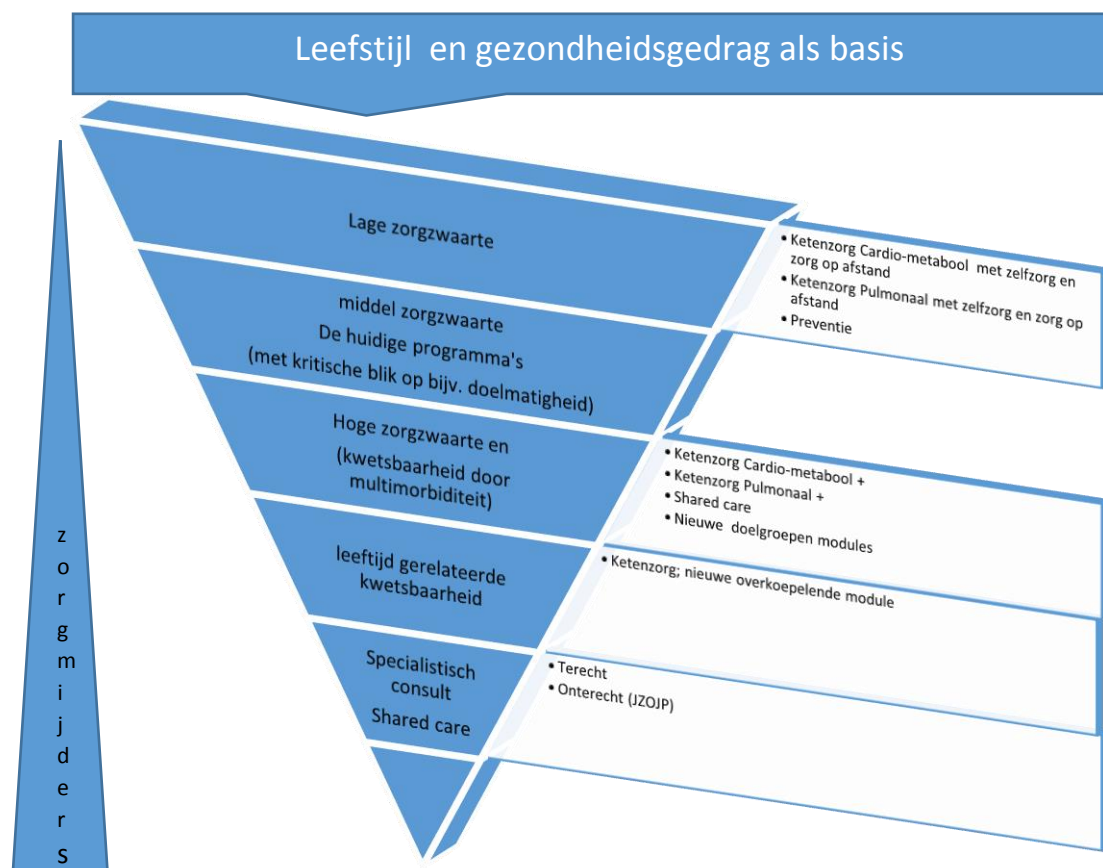 Leefstijl en gezondheidsgedrag als basis
Lage zorgzwaarte
• Ketenzorg Cardio-metabool met zelfzorg en
zorg op afstand
• Ketenzorg Pulmonaal met zelfzorg en zorg op
afstand
• Preventie
middel zorgzwaarte
De huidige programma's
(met kritische blik op bijv. doelmatigheid)
Hoge zorgzwaarte en
(kwetsbaarheid door
multimorbiditeit)
• Ketenzorg Cardio-metabool +
• Ketenzorg Pulmonaal +
• Shared care
• Nieuwe doelgroepen modules
leeftijd gerelateerde
kwetsbaarheid
• Ketenzorg; nieuwe overkoepelende module
Specialistisch
consult
Shared care
• Terecht
• Onterecht (JZOJP)
z
o
r
g
m
i
j
d
e
r
s